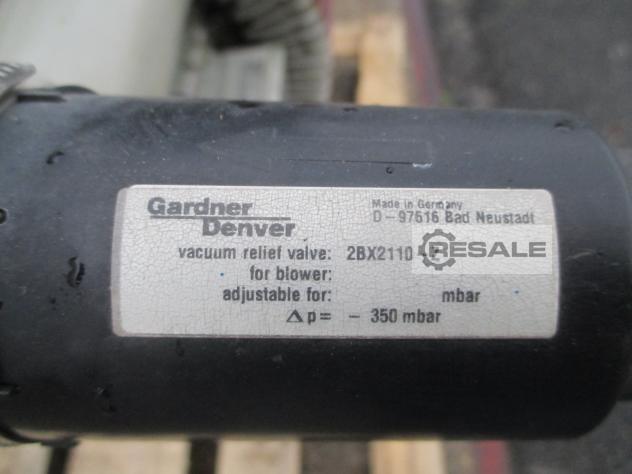 Gardner
Denver
Made in Germany
D-97616 Bad Neustadt
vacuum relief valve: 2BX2110
for blower:
adjustable for: mbar
Δp= - 350 mbar
RESALE